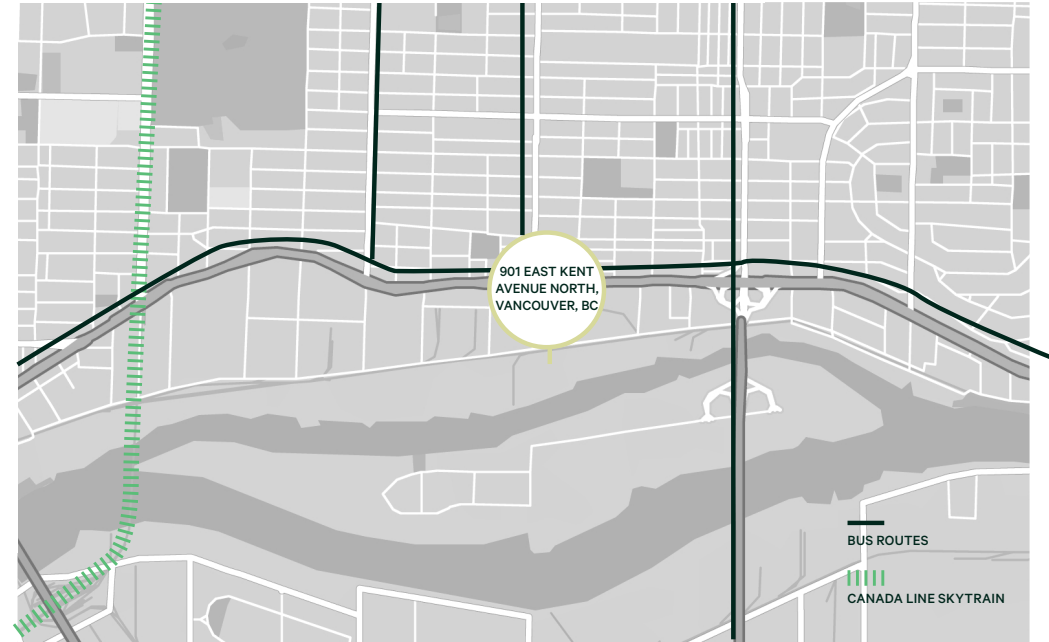 901 EAST KENT
AVENUE NORTH,
VANCOUVER, BC
BUS ROUTES
CANADA LINE SKYTRAIN